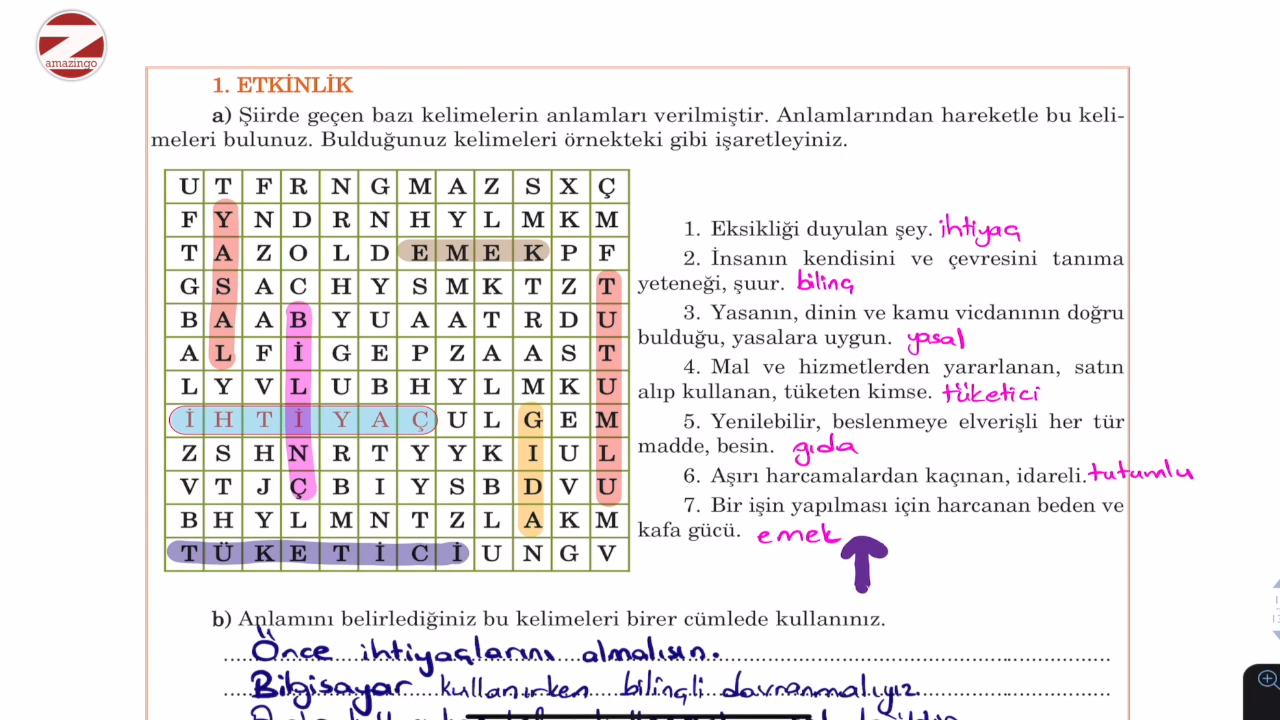 amazingo
1. ETKİNLİK
a) Şiirde geçen bazı kelimelerin anlamları verilmiştir. Anlamlarından hareketle bu keli-
meleri bulunuz. Bulduğunuz kelimeleri örnekteki gibi işaretleyiniz.
U T F R N G M A Z S X Ç
F Y N D R N H Y L M K M
T A Z O L D E M E K P F
G S A C H Y S M K T Z T
B A A B Y U A A T R D U
A L F İ G E P Z A A S T
L Y V L U B H Y L M K U
İ H T İ Y A Ç U L G E M
Z S H N R T Y Y K I U L
V T J Ç B I Y S B D V U
B H Y L M N T Z L A K M
T Ü K E T İ C İ U N G V
1. Eksikliği duyulan şey. ihtiyaç
2. İnsanın kendisini ve çevresini tanıma
yeteneği, şuur. bilinç
3. Yasanın, dinin ve kamu vicdanının doğru
bulduğu, yasalara uygun. yasal
4. Mal ve hizmetlerden yararlanan, satın
alıp kullanan, tüketen kimse. tüketici
5. Yenilebilir, beslenmeye elverişli her tür
madde, besin. gıda
6. Aşırı harcamalardan kaçınan, idareli. tutumlu
7. Bir işin yapılması için harcanan beden ve
kafa gücü. emek
b) Anlamını belirlediğiniz bu kelimeleri birer cümlede kullanınız.
Önce ihtiyaçlarını almalısın.
Bilgisayar kullanırken bilinçli davranmalıyız.